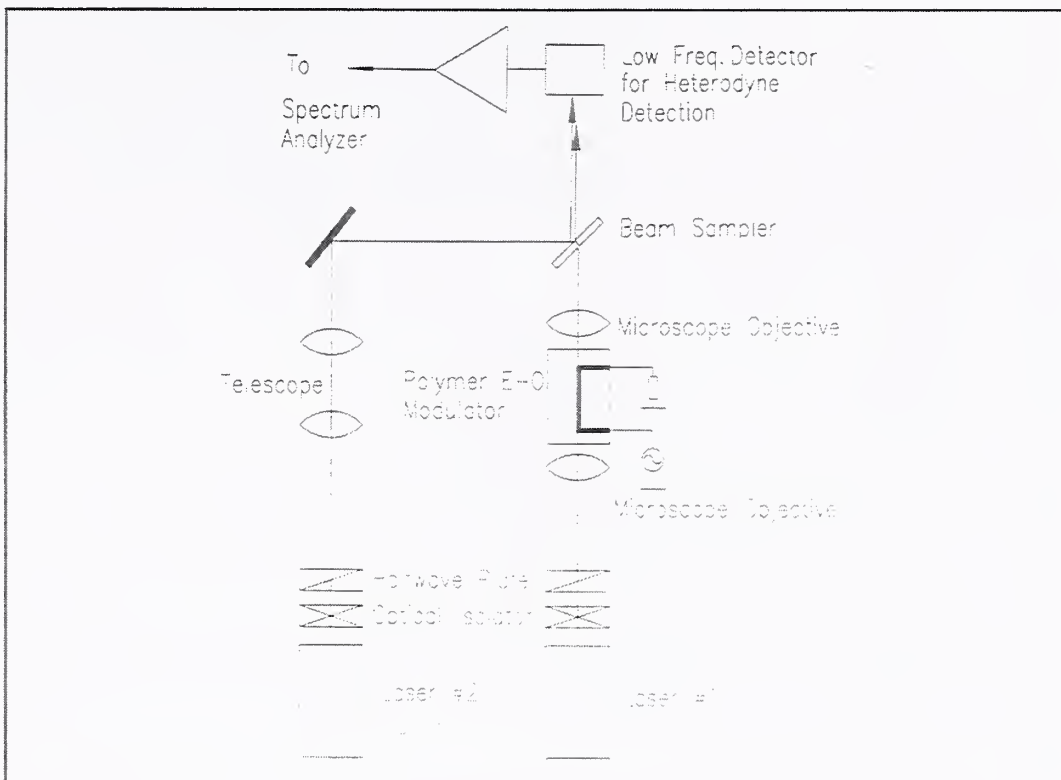 To
Spectrum
Analyzer
Low Freq. Detector
for Heterodyne
Detection
Beam Sampler
Microscope Objective
Telescope
Polymer E-O
Modulator
Microscope Objective
Halfwave Plate
Optical Isolator
Laser #2
Laser #1